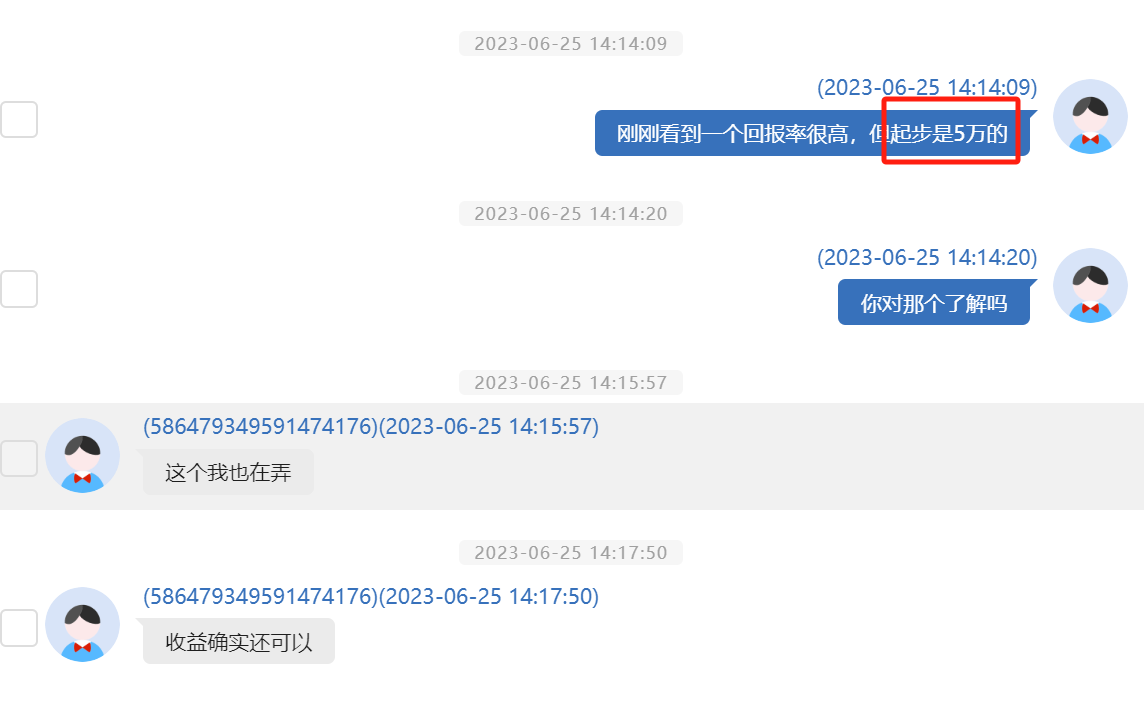 2023-06-25 14:14:09
(2023-06-25 14:14:09)
刚刚看到一个回报率很高，但起步是5万的
2023-06-25 14:14:20
(2023-06-25 14:14:20)
你对那个了解吗
2023-06-25 14:15:57
(586479349591474176)(2023-06-25 14:15:57)
这个我也在弄
2023-06-25 14:17:50
(586479349591474176)(2023-06-25 14:17:50)
收益确实还可以